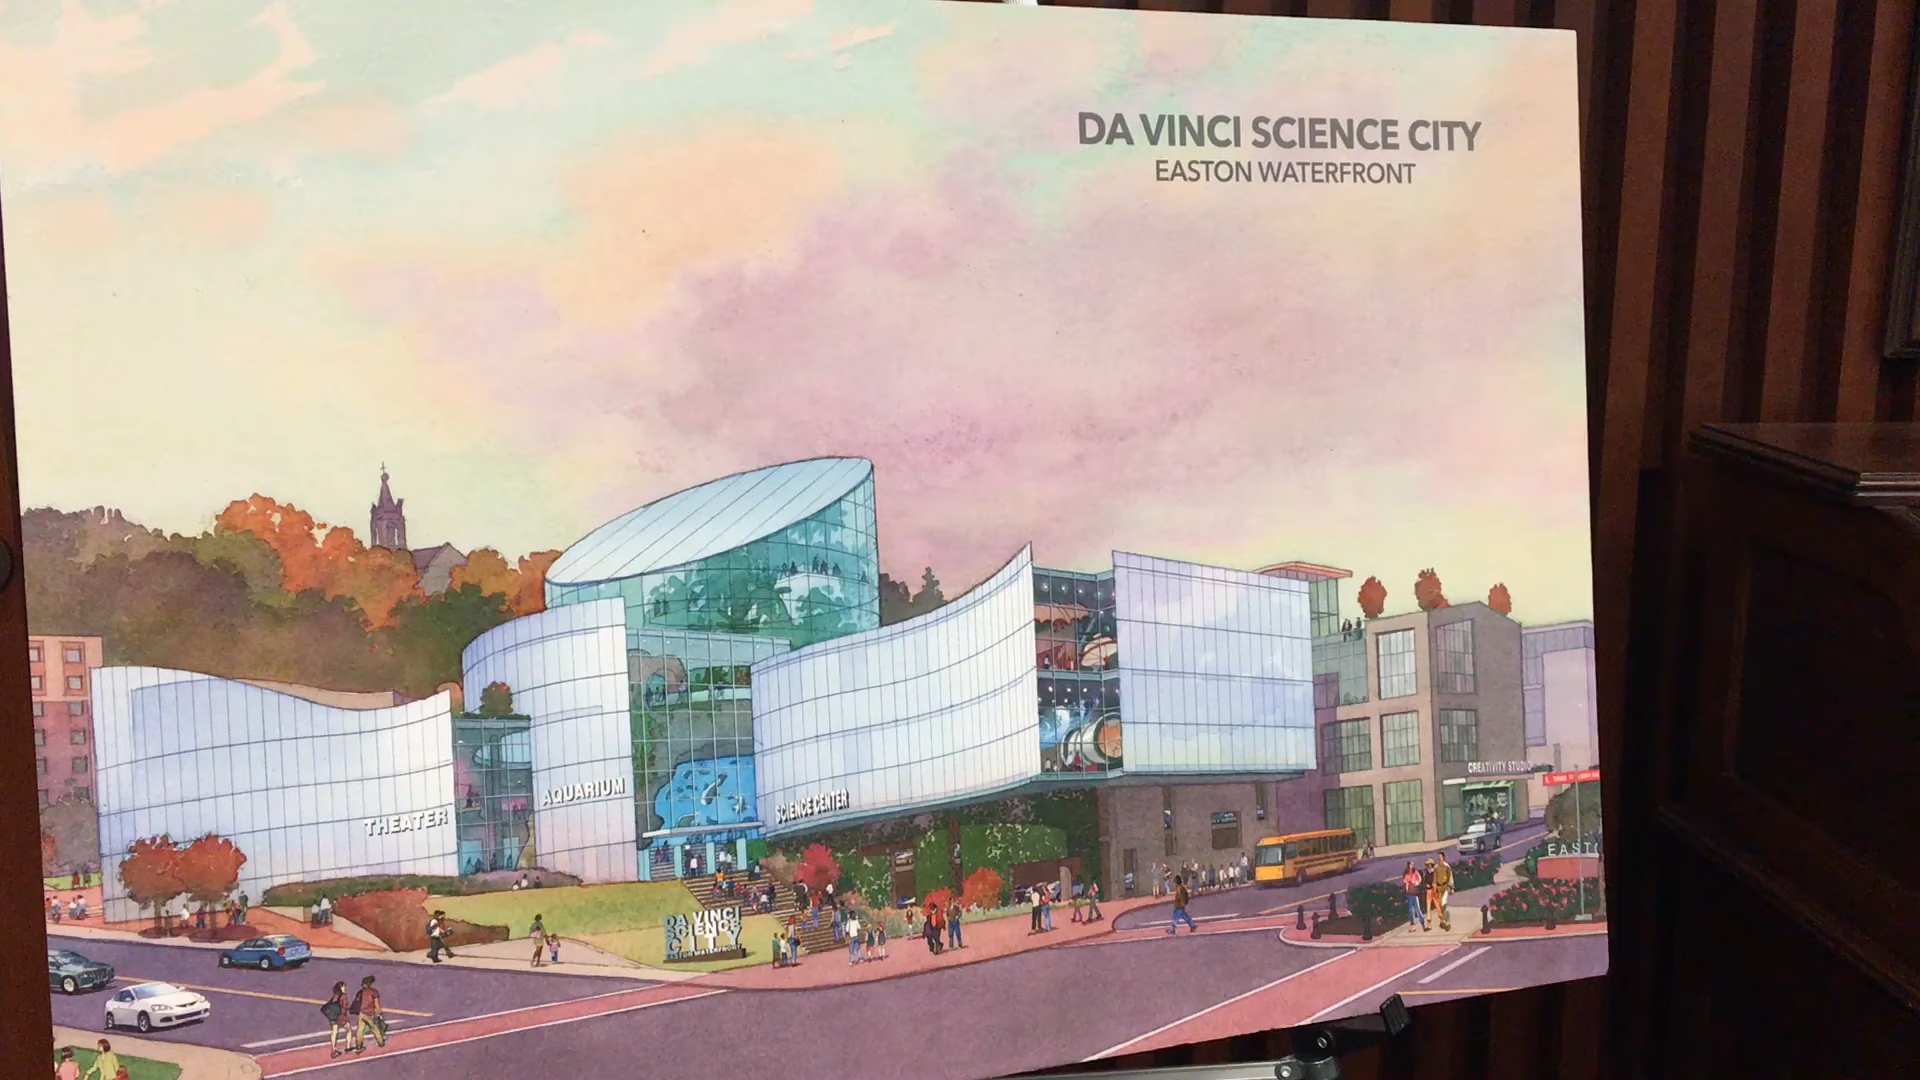 DA VINCI SCIENCE CITY
EASTON WATERFRONT
THEATER
AQUARIUM
SCIENCE CENTER
CREATIVITY STUDIO
DA VINCI
SCIENCE
CITY
EASTON WATERFRONT